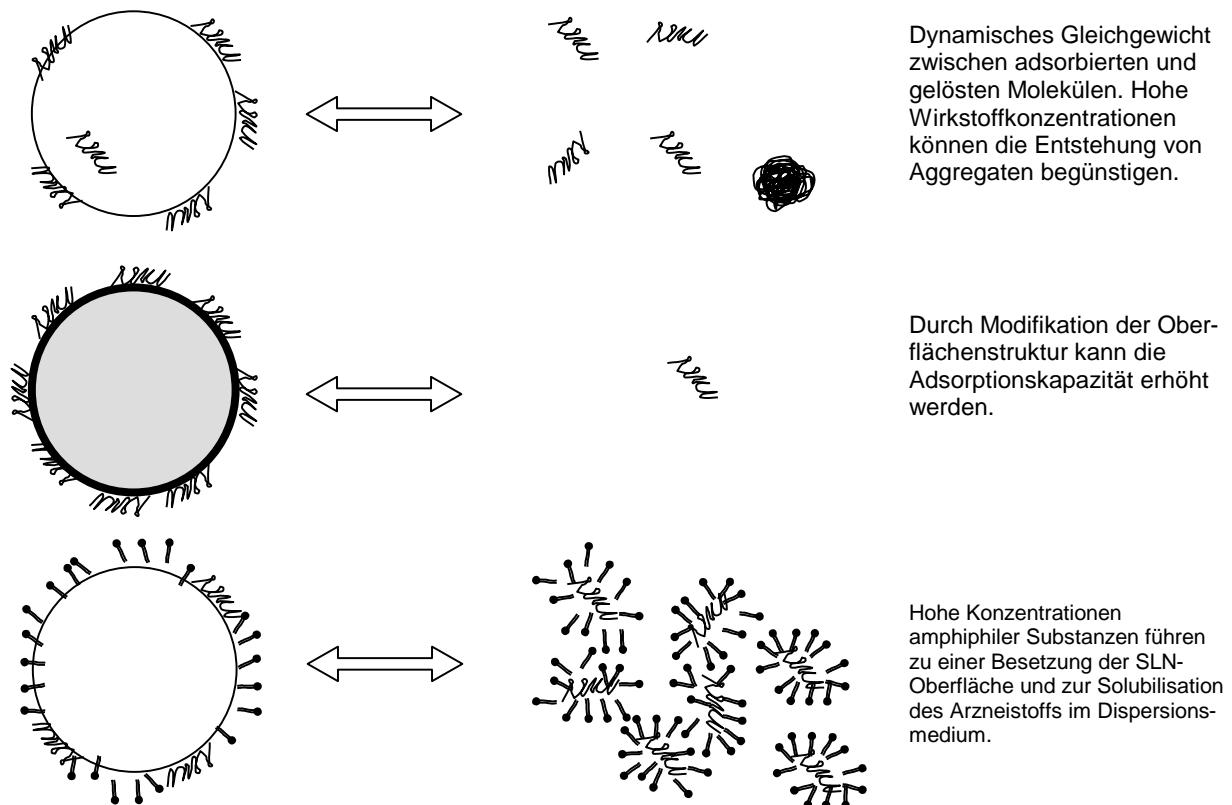 Dynamisches Gleichgewicht
zwischen adsorbierten und
gelösten Molekülen. Hohe
Wirkstoffkonzentrationen
können die Entstehung von
Aggregaten begünstigen.
Durch Modifikation der Ober-
flächenstruktur kann die
Adsorptionskapazität erhöht
werden.
Hohe Konzentrationen
amphiphiler Substanzen führen
zu einer Besetzung der SLN-
Oberfläche und zur Solubilisation
des Arzneistoffs im Dispersions-
medium.